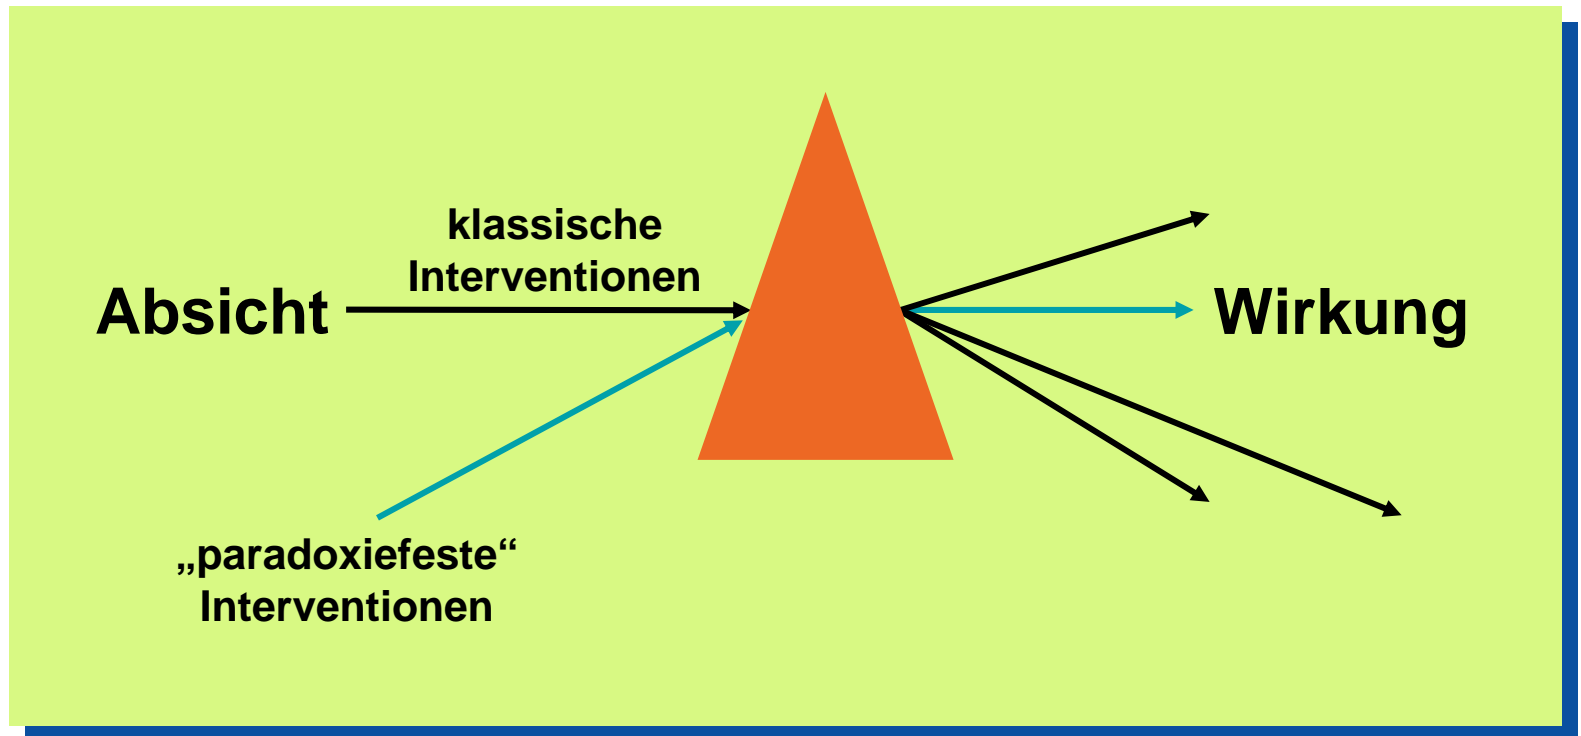 klassische
Interventionen
Absicht
Wirkung
„paradoxiefeste“
Interventionen